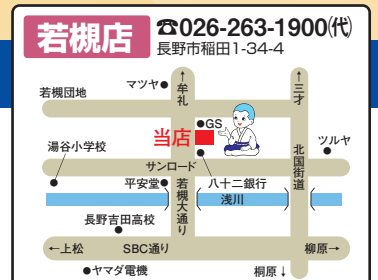 若槻店
☎026-263-1900㈹
長野市稲田1-34-4
マツヤ
↑牟礼
↑三才
若槻団地
GS
当店
ツルヤ
湯谷小学校
北国街道
サンロード
平安堂
若槻大通り
八十二銀行
浅川
長野吉田高校
←上松
SBC通り
柳原→
ヤマダ電機
桐原↓